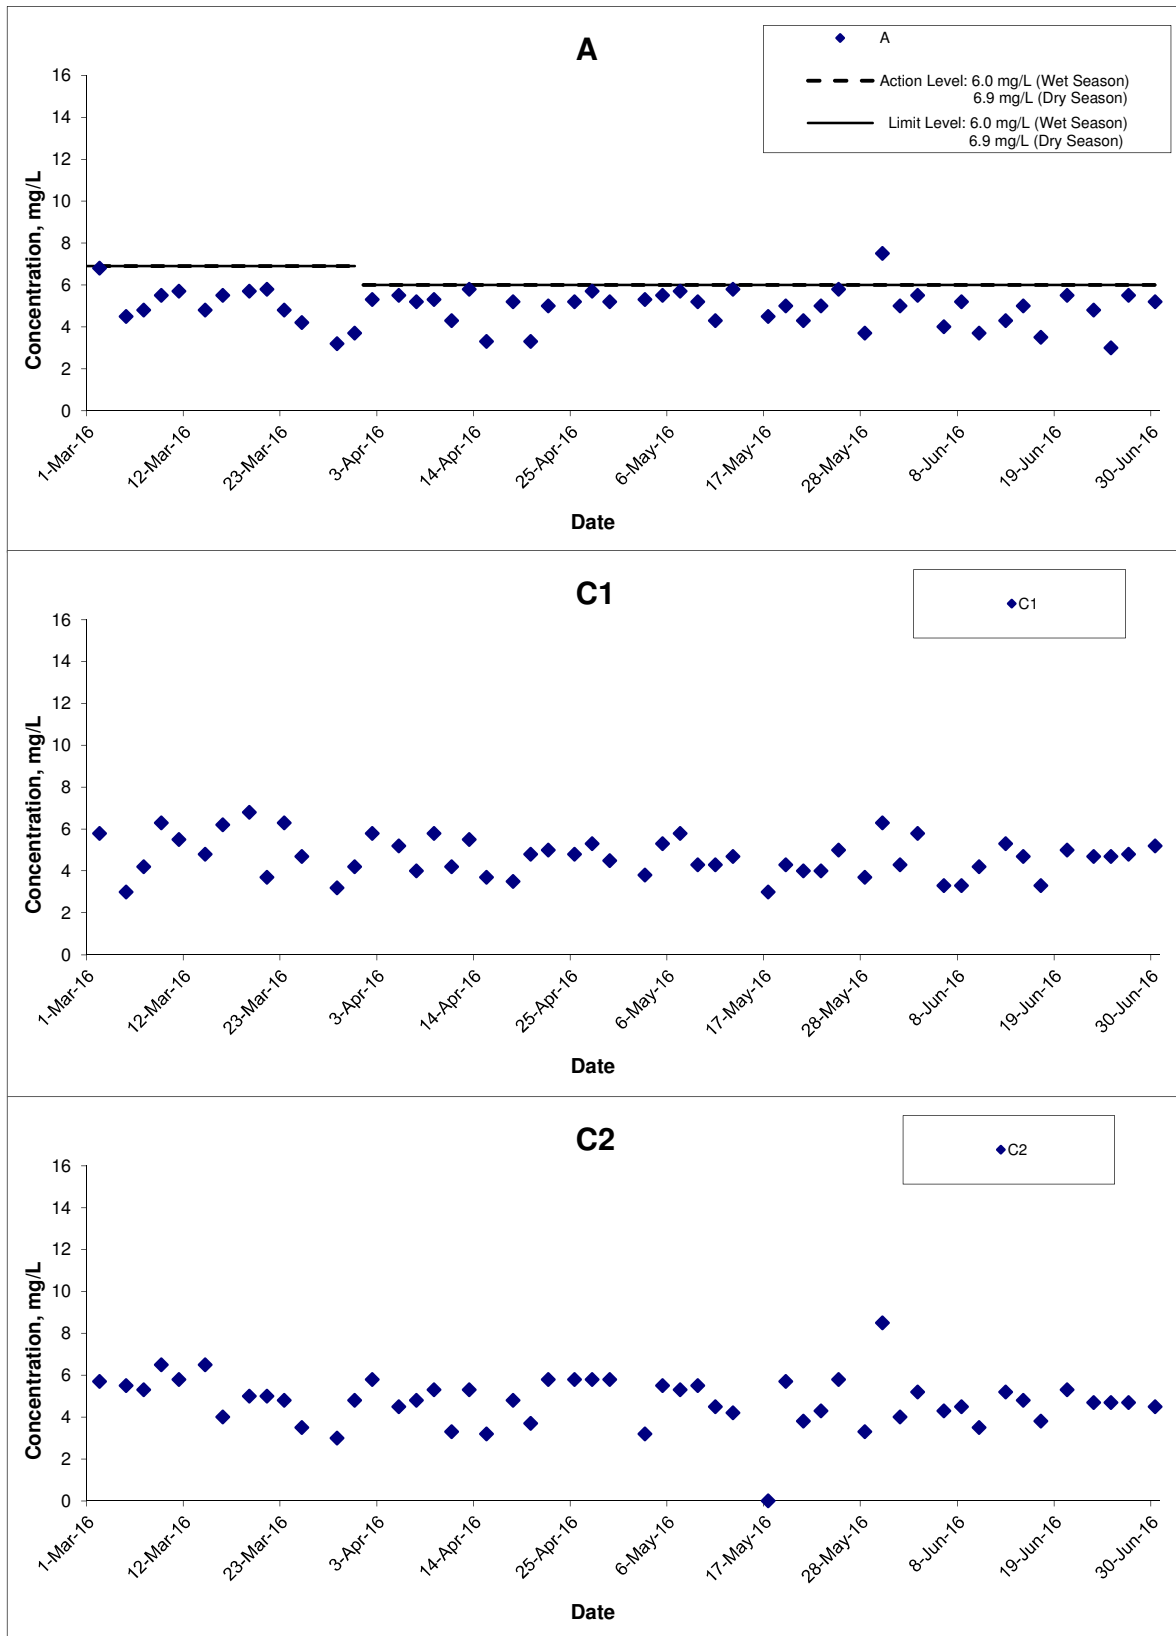 A
A
Action Level: 6.0 mg/L (Wet Season)
6.9 mg/L (Dry Season)
Limit Level: 6.0 mg/L (Wet Season)
6.9 mg/L (Dry Season)
Concentration, mg/L
16
14
12
10
8
6
4
2
0
1-Mar-16
12-Mar-16
23-Mar-16
3-Apr-16
14-Apr-16
25-Apr-16
6-May-16
17-May-16
28-May-16
8-Jun-16
19-Jun-16
30-Jun-16
Date
C1
C1
Concentration, mg/L
16
14
12
10
8
6
4
2
0
1-Mar-16
12-Mar-16
23-Mar-16
3-Apr-16
14-Apr-16
25-Apr-16
6-May-16
17-May-16
28-May-16
8-Jun-16
19-Jun-16
30-Jun-16
Date
C2
C2
Concentration, mg/L
16
14
12
10
8
6
4
2
0
1-Mar-16
12-Mar-16
23-Mar-16
3-Apr-16
14-Apr-16
25-Apr-16
6-May-16
17-May-16
28-May-16
8-Jun-16
19-Jun-16
30-Jun-16
Date